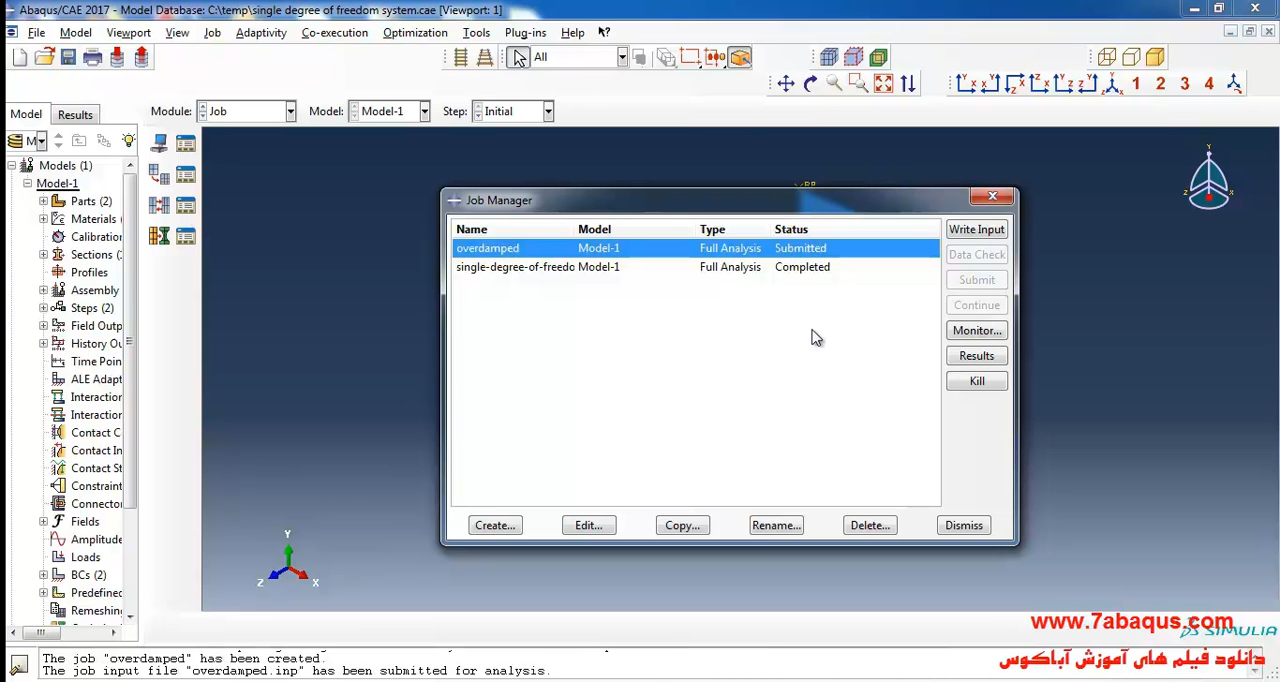 Abaqus/CAE 2017 - Model Database: C:\temp\single degree of freedom system.cae [Viewport: 1]
File Model Viewport View Job Adaptivity Co-execution Optimization Tools Plug-ins Help
All
1 2 3 4
Model Results Module: Job Model: Model-1 Step: Initial
Models (1)
Model-1
Parts (2)
Materials
Calibration
Sections (
Profiles
Assembly
Steps (2)
Field Outp
History Ou
Time Poin
ALE Adap
Interaction
Interaction
Contact C
Contact In
Contact St
Constraint
Connector
Fields
Amplitude
Loads
BCs (2)
Predefined
Remeshing
RP
Y
Z X
Job Manager
Name Model Type Status
overdamped Model-1 Full Analysis Submitted
single-degree-of-freedo Model-1 Full Analysis Completed
Write Input
Data Check
Submit
Continue
Monitor...
Results
Kill
Create... Edit... Copy... Rename... Delete... Dismiss
Y
Z X
www.7abaqus.com
SIMULIA
دانلود فیلم های آموزش آباکوس
The job "overdamped" has been created.
The job input file "overdamped.inp" has been submitted for analysis.